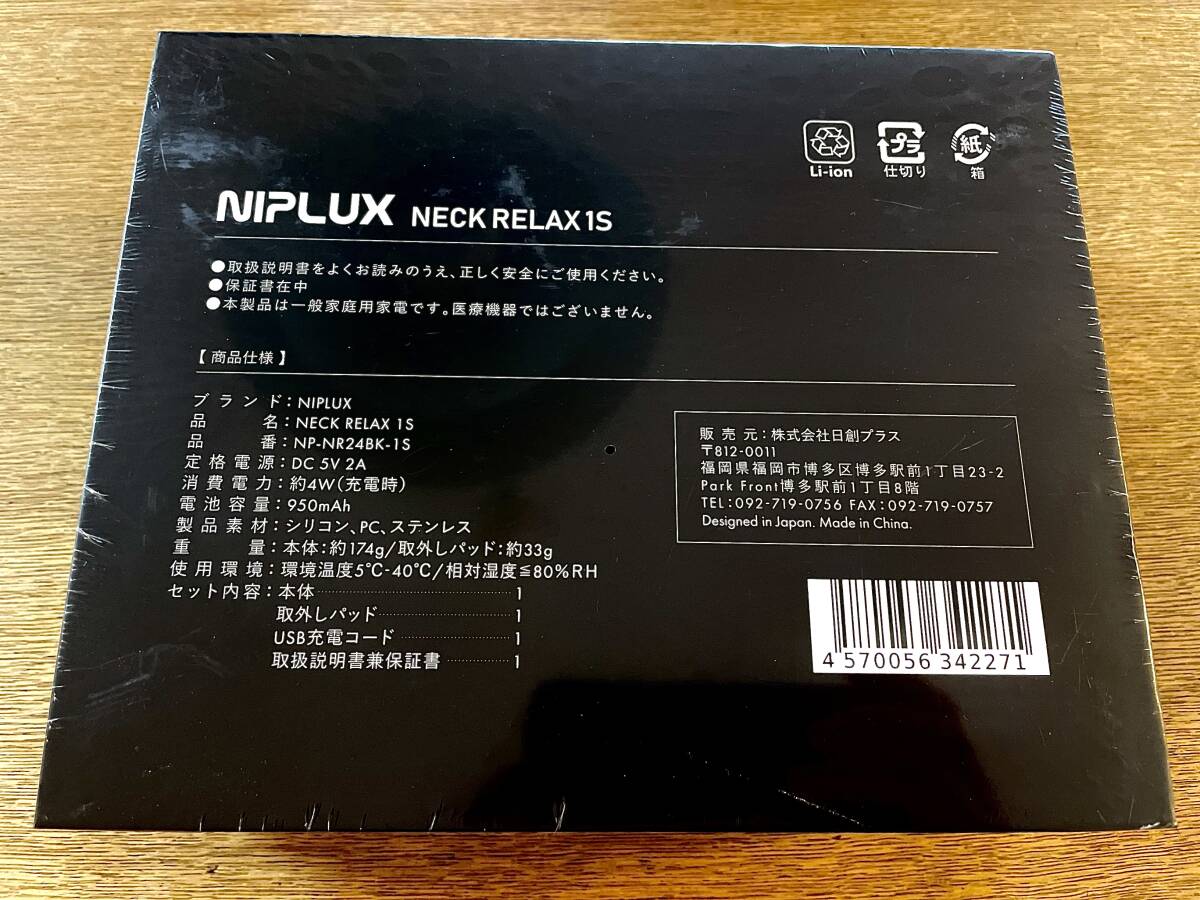 Li-ion
プラ
仕切り
紙
箱
NIPLUX NECK RELAX 1S
●取扱説明書をよくお読みのうえ、正しく安全にご使用ください。
●保証書在中
●本製品は一般家庭用家電です。医療機器ではございません。
【商品仕様】
ブランド：NIPLUX
品名：NECK RELAX 1S
品番：NP-NR24BK-1S
定格電源：DC 5V 2A
消費電力：約4W（充電時）
電池容量：950mAh
製品素材：シリコン、PC、ステンレス
重量：本体：約174g/取外しパッド：約33g
使用環境：環境温度5℃-40℃/相対湿度≦80%RH
セット内容：本体 1
取外しパッド 1
USB充電コード 1
取扱説明書兼保証書 1
販売元：株式会社日創プラス
〒812-0011
福岡県福岡市博多区博多駅前1丁目23-2
Park Front博多駅前1丁目8階
TEL：092-719-0756 FAX：092-719-0757
Designed in Japan. Made in China.
4 570056 342271